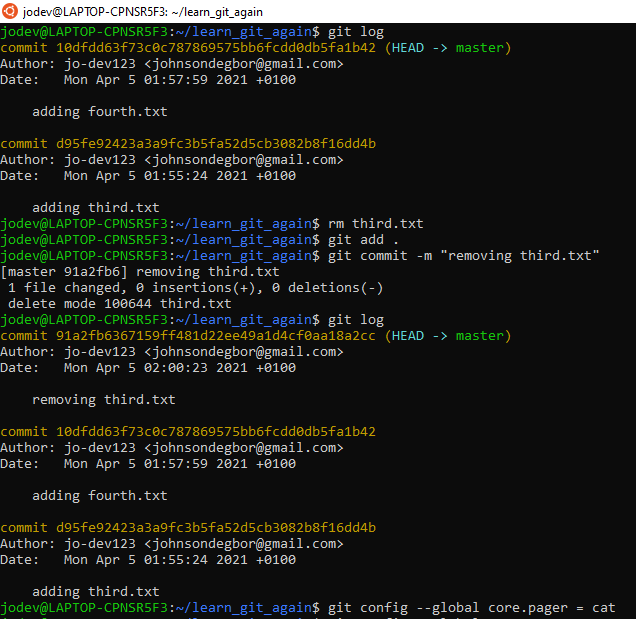 jodev@LAPTOP-CPNSR5F3: ~/learn_git_again
jodev@LAPTOP-CPNSR5F3:~/learn_git_again$ git log
commit 10dfdd63f73c0c787869575bb6fcdd0db5fa1b42 (HEAD -> master)
Author: jo-dev123 <johnsondegbor@gmail.com>
Date:   Mon Apr 5 01:57:59 2021 +0100
    adding fourth.txt
commit d95fe92423a3a9fc3b5fa52d5cb3082b8f16dd4b
Author: jo-dev123 <johnsondegbor@gmail.com>
Date:   Mon Apr 5 01:55:24 2021 +0100
    adding third.txt
jodev@LAPTOP-CPNSR5F3:~/learn_git_again$ rm third.txt
jodev@LAPTOP-CPNSR5F3:~/learn_git_again$ git add .
jodev@LAPTOP-CPNSR5F3:~/learn_git_again$ git commit -m "removing third.txt"
[master 91a2fb6] removing third.txt
 1 file changed, 0 insertions(+), 0 deletions(-)
 delete mode 100644 third.txt
jodev@LAPTOP-CPNSR5F3:~/learn_git_again$ git log
commit 91a2fb6367159ff481d22ee49a1d4cf0aa18a2cc (HEAD -> master)
Author: jo-dev123 <johnsondegbor@gmail.com>
Date:   Mon Apr 5 02:00:23 2021 +0100
    removing third.txt
commit 10dfdd63f73c0c787869575bb6fcdd0db5fa1b42
Author: jo-dev123 <johnsondegbor@gmail.com>
Date:   Mon Apr 5 01:57:59 2021 +0100
    adding fourth.txt
commit d95fe92423a3a9fc3b5fa52d5cb3082b8f16dd4b
Author: jo-dev123 <johnsondegbor@gmail.com>
Date:   Mon Apr 5 01:55:24 2021 +0100
    adding third.txt
jodev@LAPTOP-CPNSR5F3:~/learn_git_again$ git config --global core.pager = cat